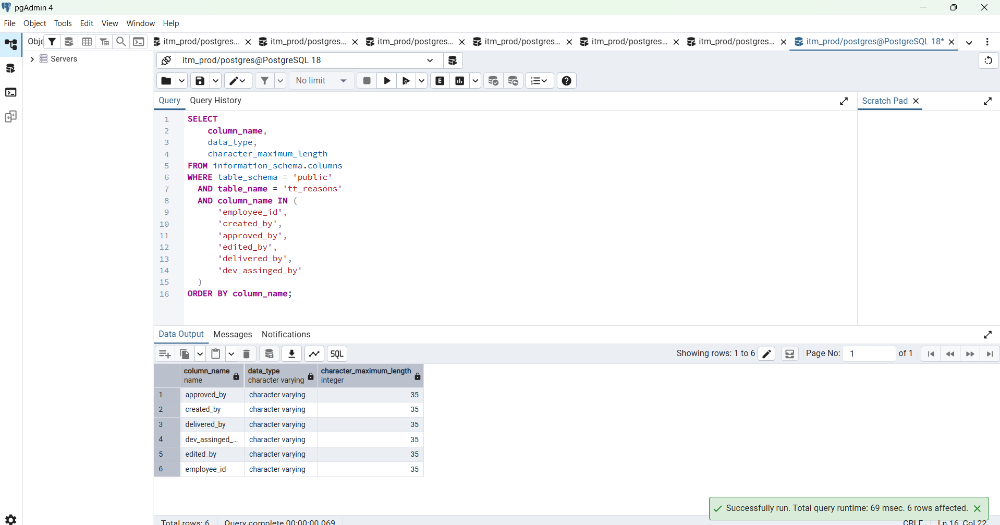 pgAdmin 4
File Object Tools Edit View Window Help
Obje
itm_prod/postgres... itm_prod/postgres... itm_prod/postgres... itm_prod/postgres... itm_prod/postgres... itm_prod/postgres... itm_prod/postgres@PostgreSQL 18*
Servers
itm_prod/postgres@PostgreSQL 18
No limit
E
Query Query History
Scratch Pad
1 SELECT
2 column_name,
3 data_type,
4 character_maximum_length
5 FROM information_schema.columns
6 WHERE table_schema = 'public'
7 AND table_name = 'tt_reasons'
8 AND column_name IN (
9 'employee_id',
10 'created_by',
11 'approved_by',
12 'edited_by',
13 'delivered_by',
14 'dev_assinged_by'
15 )
16 ORDER BY column_name;
Data Output Messages Notifications
SQL
Showing rows: 1 to 6
Page No: 1 of 1
column_name data_type character_maximum_length
name character varying integer
1 approved_by character varying 35
2 created_by character varying 35
3 delivered_by character varying 35
4 dev_assinged_... character varying 35
5 edited_by character varying 35
6 employee_id character varying 35
Successfully run. Total query runtime: 69 msec. 6 rows affected.
Total rows: 6 Query complete 00:00:00.069 CRLF Ln 16, Col 22